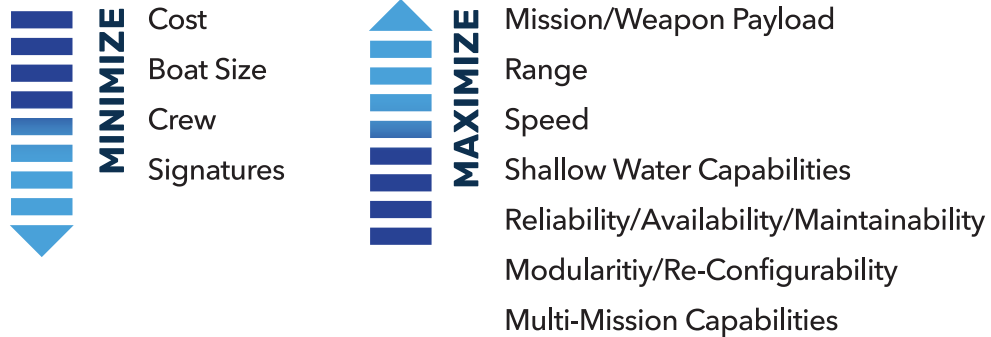 MINIMIZE
Cost
Boat Size
Crew
Signatures
MAXIMIZE
Mission/Weapon Payload
Range
Speed
Shallow Water Capabilities
Reliability/Availability/Maintainability
Modularitiy/Re-Configurability
Multi-Mission Capabilities